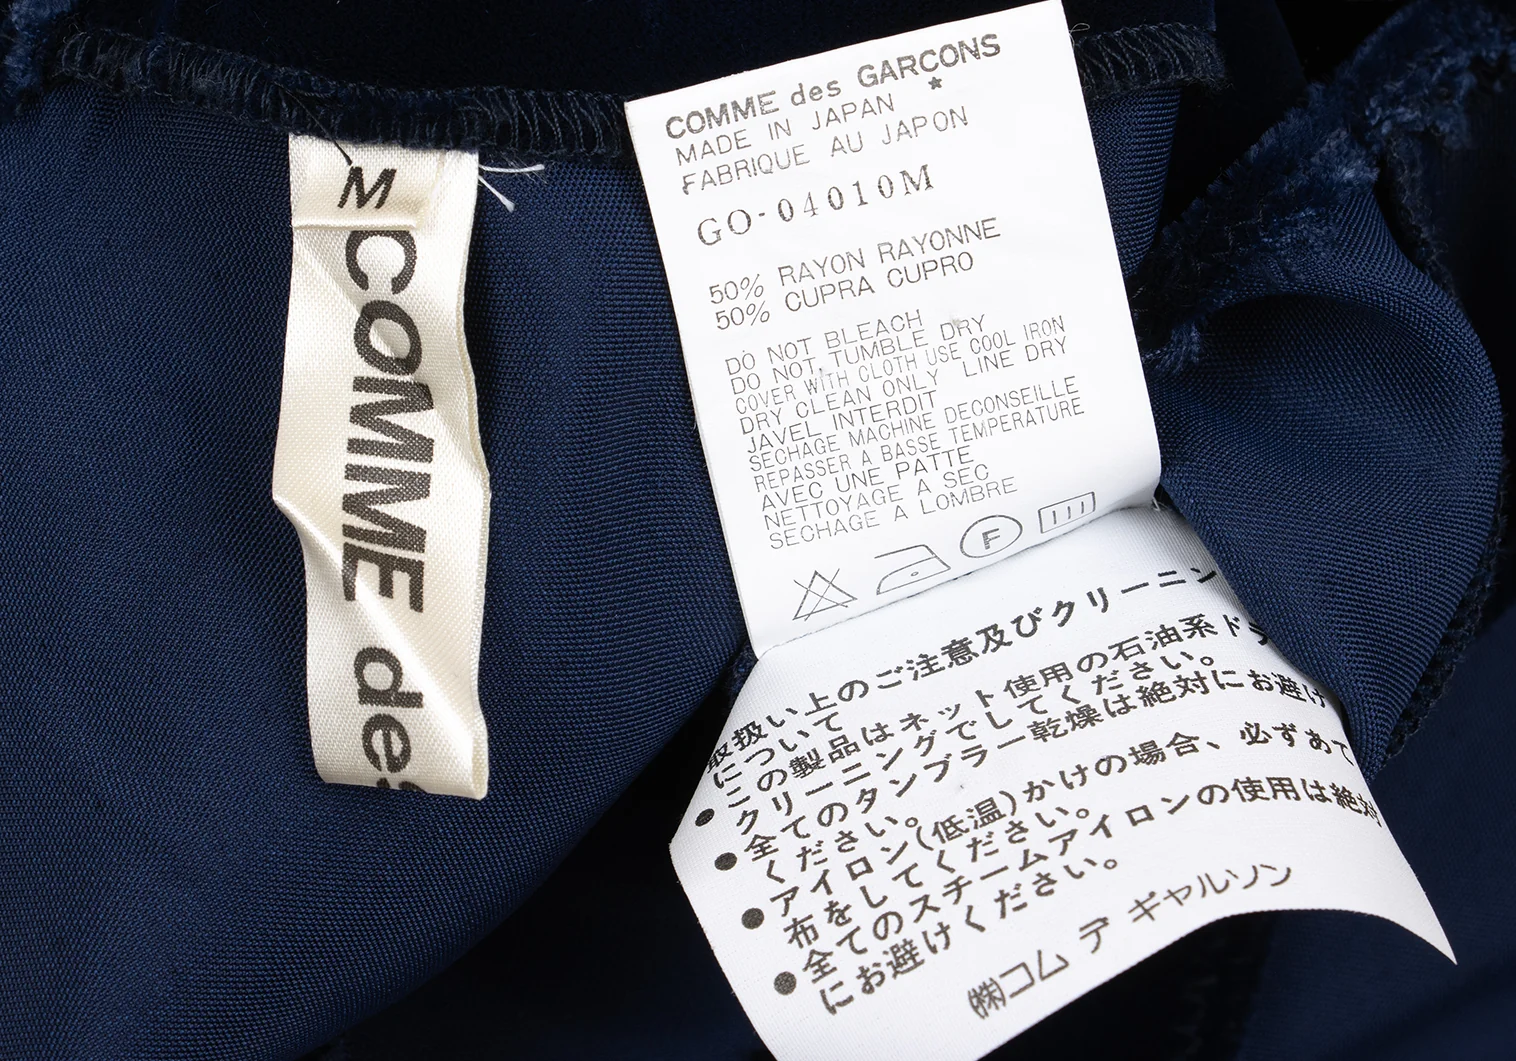 M
COMME des
COMME des GARCONS
MADE IN JAPAN ★
FABRIQUE AU JAPON
GO-04010M
50% RAYON RAYONNE
50% CUPRA CUPRO
DO NOT BLEACH
DO NOT TUMBLE DRY
COVER WITH CLOTH USE COOL IRON
DRY CLEAN ONLY LINE DRY
JAVEL INTERDIT
SECHAGE MACHINE DECONSEILLE
REPASSER A BASSE TEMPERATURE
AVEC UNE PATTE
NETTOYAGE A SEC
SECHAGE A LOMBRE
F
取扱い上のご注意及びクリーニン
について
● この製品はネット使用の石油系ドラ
クリーニングでしてください。
● 全てのタンブラー乾燥は絶対にお避け
ください。
● アイロン(低温)かけの場合、必ずあて
布をしてください。
● 全てのスチームアイロンの使用は絶対
にお避けください。
㈱コム デ ギャルソン